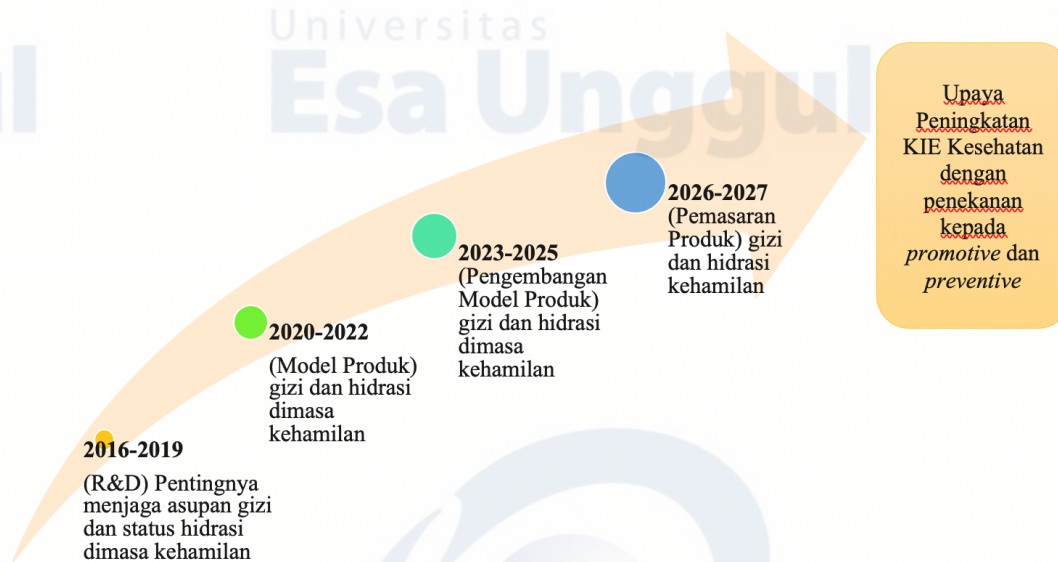 Universitas
Esa Unggul
ul
Upaya
Peningkatan
KIE Kesehatan
dengan
penekanan
kepada
promotive dan
preventive
2026-2027
(Pemasaran
Produk) gizi
dan hidrasi
kehamilan
2023-2025
(Pengembangan
Model Produk)
gizi dan hidrasi
dimasa
kehamilan
2020-2022
(Model Produk)
gizi dan hidrasi
dimasa
kehamilan
2016-2019
(R&D) Pentingnya
menjaga asupan gizi
dan status hidrasi
dimasa kehamilan